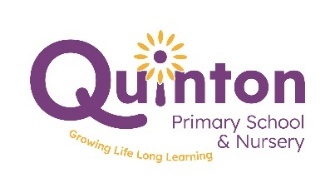 Quinton
Primary School
& Nursery
Growing Life Long Learning